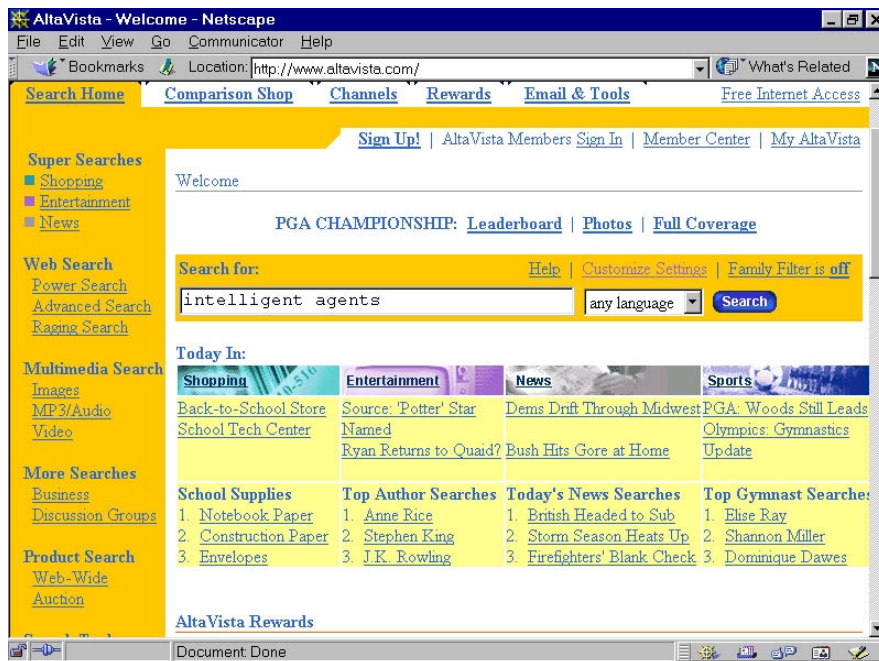 AltaVista - Welcome - Netscape
File Edit View Go Communicator Help
Bookmarks Location: http://www.altavista.com/ What's Related N
Search Home Comparison Shop Channels Rewards Email & Tools Free Internet Access
Sign Up! | AltaVista Members Sign In | Member Center | My AltaVista
Super Searches
Shopping
Entertainment
News
Web Search
Power Search
Advanced Search
Raging Search
Multimedia Search
Images
MP3/Audio
Video
More Searches
Business
Discussion Groups
Product Search
Web-Wide
Auction
Welcome
PGA CHAMPIONSHIP: Leaderboard | Photos | Full Coverage
Search for: Help | Customize Settings | Family Filter is off
intelligent agents any language Search
Today In:
Shopping Entertainment News Sports
Back-to-School Store
School Tech Center
Source: 'Potter' Star
Named
Ryan Returns to Quaid?
Dems Drift Through Midwest
Bush Hits Gore at Home
PGA: Woods Still Leads
Olympics: Gymnastics
Update
School Supplies
1. Notebook Paper
2. Construction Paper
3. Envelopes
Top Author Searches
1. Anne Rice
2. Stephen King
3. J.K. Rowling
Today's News Searches
1. British Headed to Sub
2. Storm Season Heats Up
3. Firefighters' Blank Check
Top Gymnast Searches
1. Elise Ray
2. Shannon Miller
3. Dominique Dawes
AltaVista Rewards
Document: Done